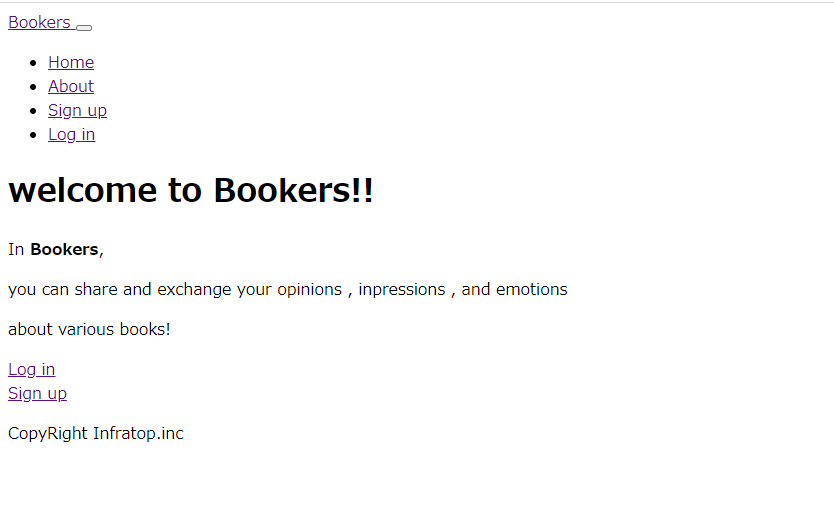 Bookers
Home
About
Sign up
Log in
welcome to Bookers!!
In Bookers,
you can share and exchange your opinions , inpressions , and emotions
about various books!
Log in
Sign up
CopyRight Infratop.inc